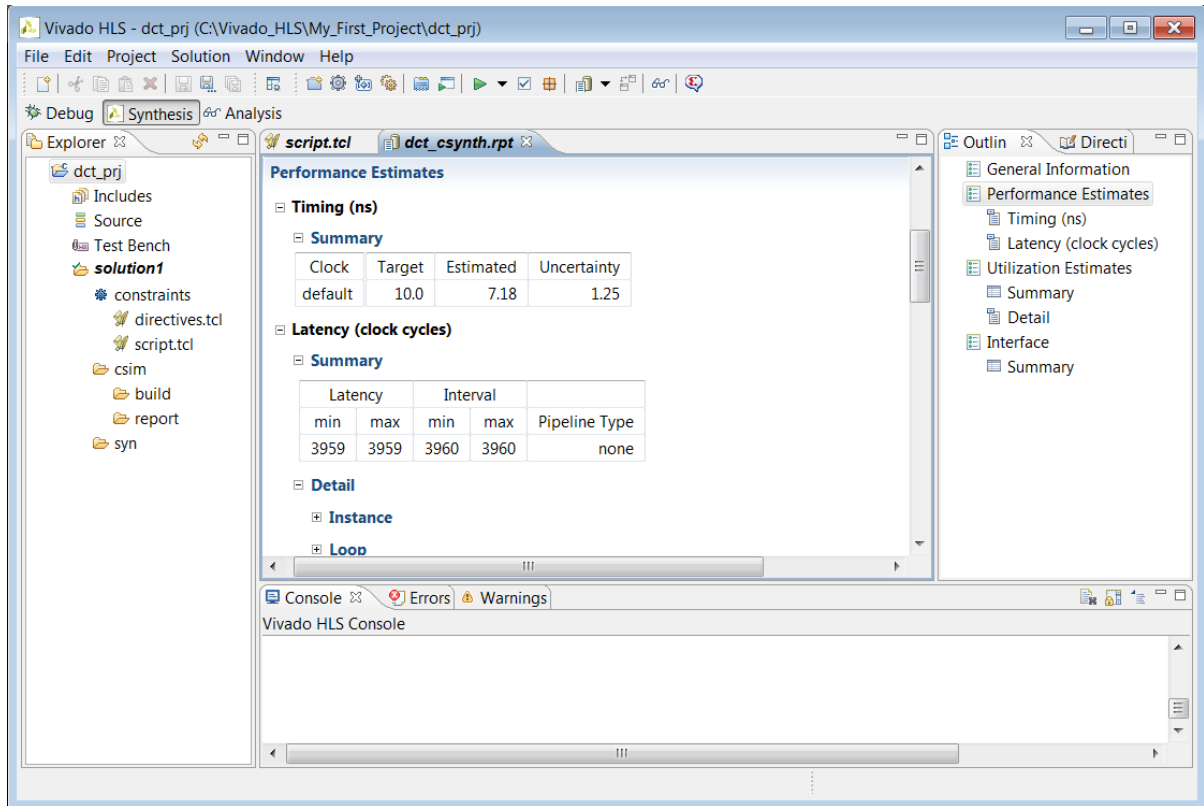 Vivado HLS - dct_prj (C:\Vivado_HLS\My_First_Project\dct_prj)
File Edit Project Solution Window Help
Debug Synthesis Analysis
Explorer
dct_prj
Includes
Source
Test Bench
solution1
constraints
directives.tcl
script.tcl
csim
build
report
syn
script.tcl dct_csynth.rpt
Performance Estimates
Timing (ns)
Summary
Clock Target Estimated Uncertainty
default 10.0 7.18 1.25
Latency (clock cycles)
Summary
Latency Interval
min max min max Pipeline Type
3959 3959 3960 3960 none
Detail
Instance
Loop
Outlin Directi
General Information
Performance Estimates
Timing (ns)
Latency (clock cycles)
Utilization Estimates
Summary
Detail
Interface
Summary
Console Errors Warnings
Vivado HLS Console